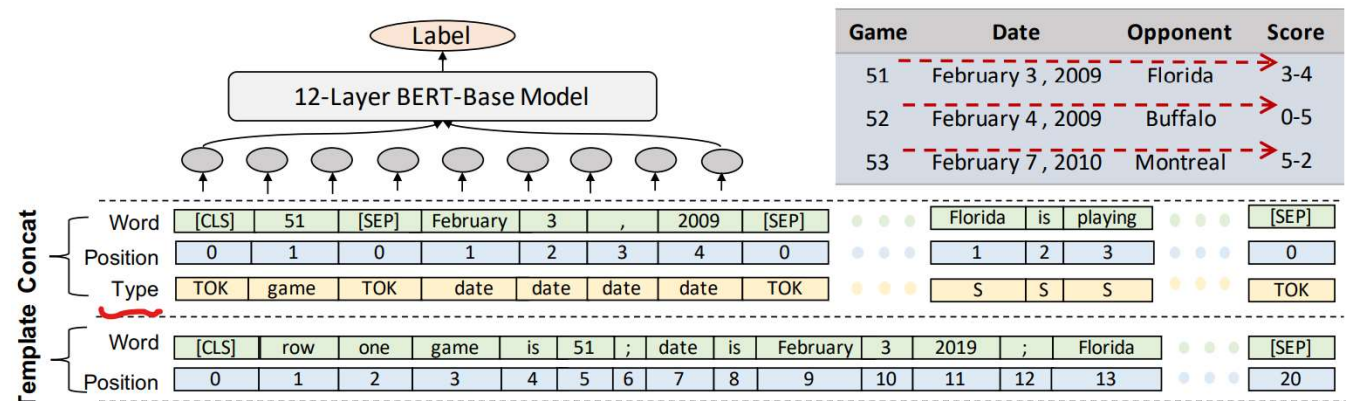 Label
12-Layer BERT-Base Model
Game Date Opponent Score
51 February 3 , 2009 Florida 3-4
52 February 4 , 2009 Buffalo 0-5
53 February 7 , 2010 Montreal 5-2
Concat
Word [CLS] 51 [SEP] February 3 , 2009 [SEP] Florida is playing [SEP]
Position 0 1 0 1 2 3 4 0 1 2 3 0
Type TOK game TOK date date date date TOK S S S TOK
Template
Word [CLS] row one game is 51 ; date is February 3 2019 ; Florida [SEP]
Position 0 1 2 3 4 5 6 7 8 9 10 11 12 13 20